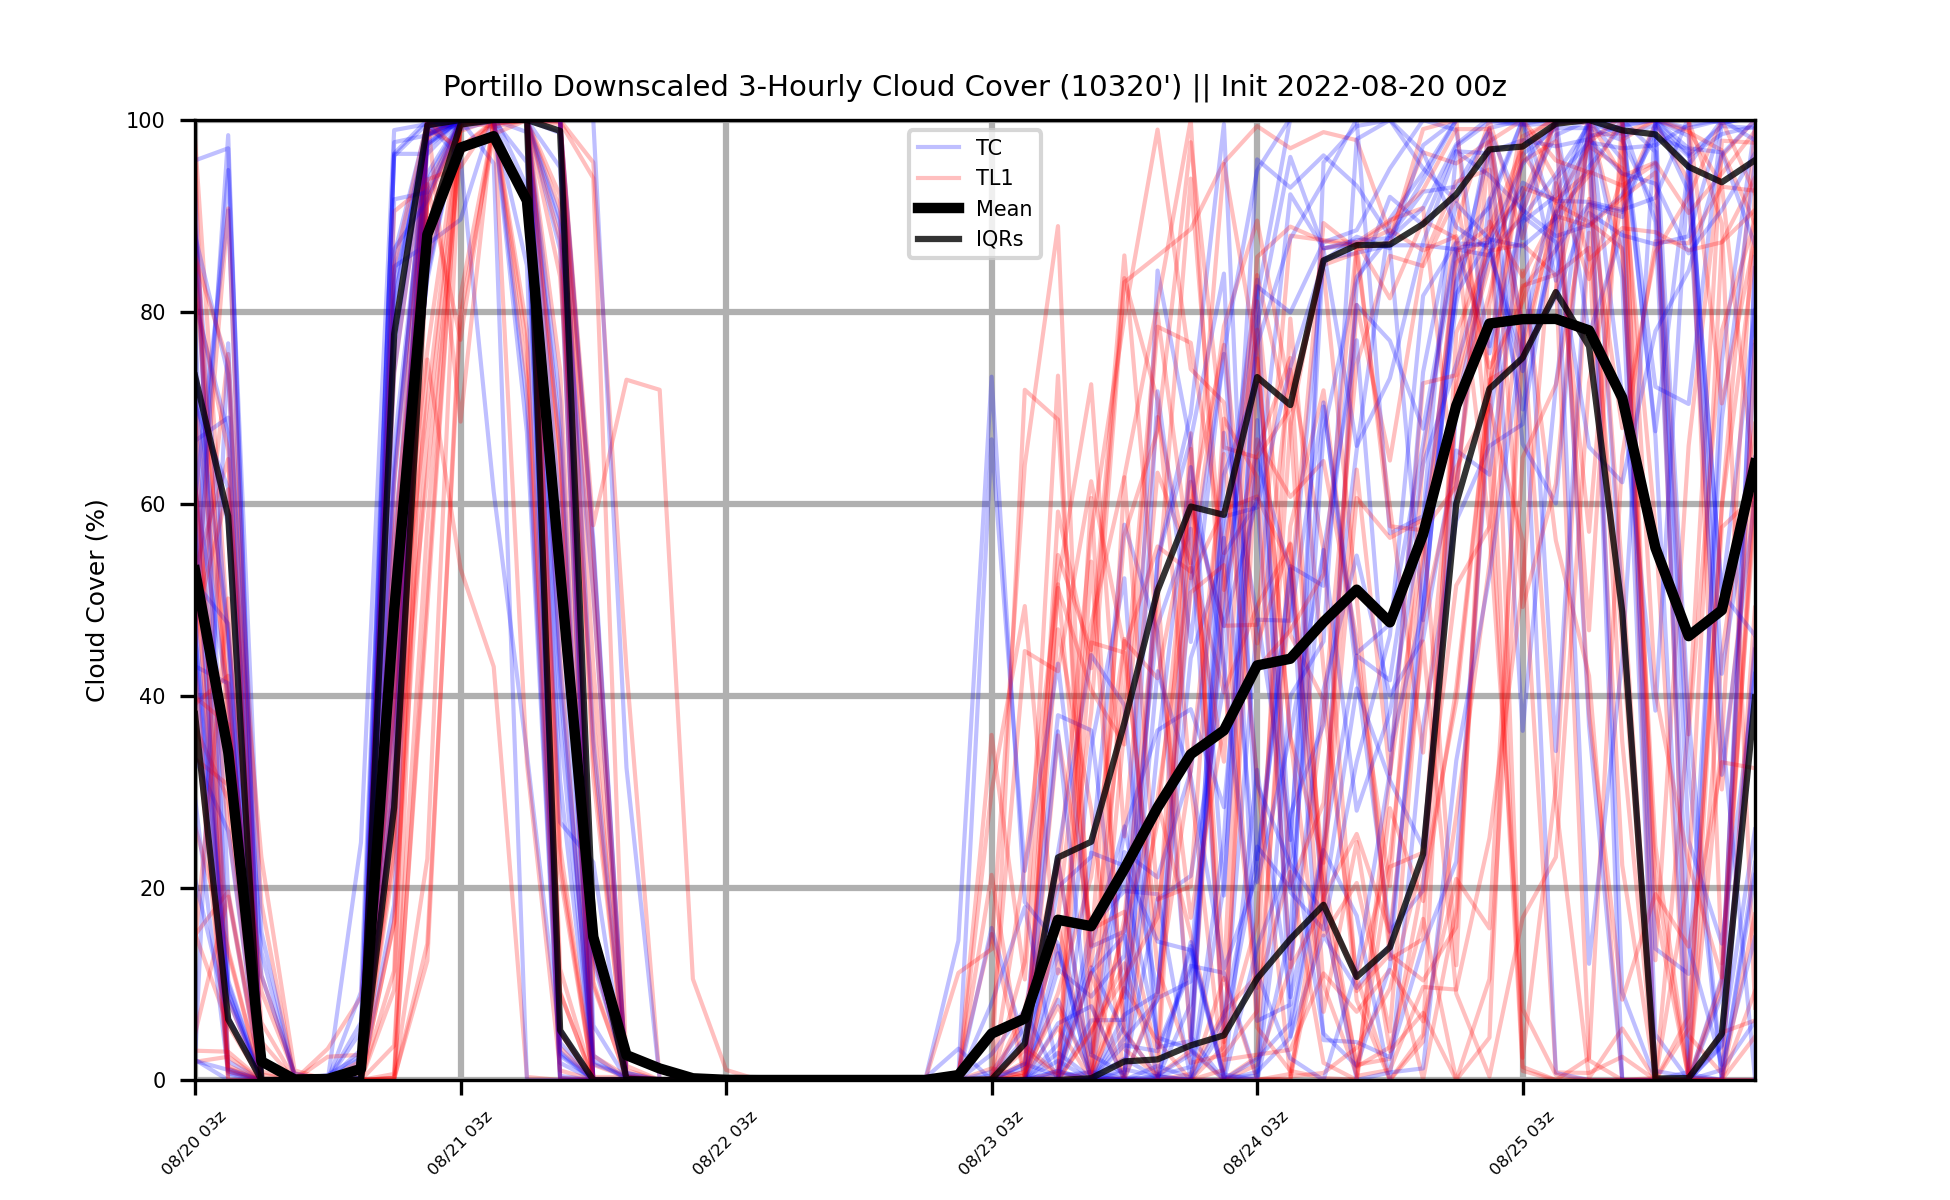 Portillo Downscaled 3-Hourly Cloud Cover (10320') || Init 2022-08-20 00z
TC
TL1
Mean
IQRs
Cloud Cover (%)
100
80
60
40
20
0
08/20 03z
08/21 03z
08/22 03z
08/23 03z
08/24 03z
08/25 03z